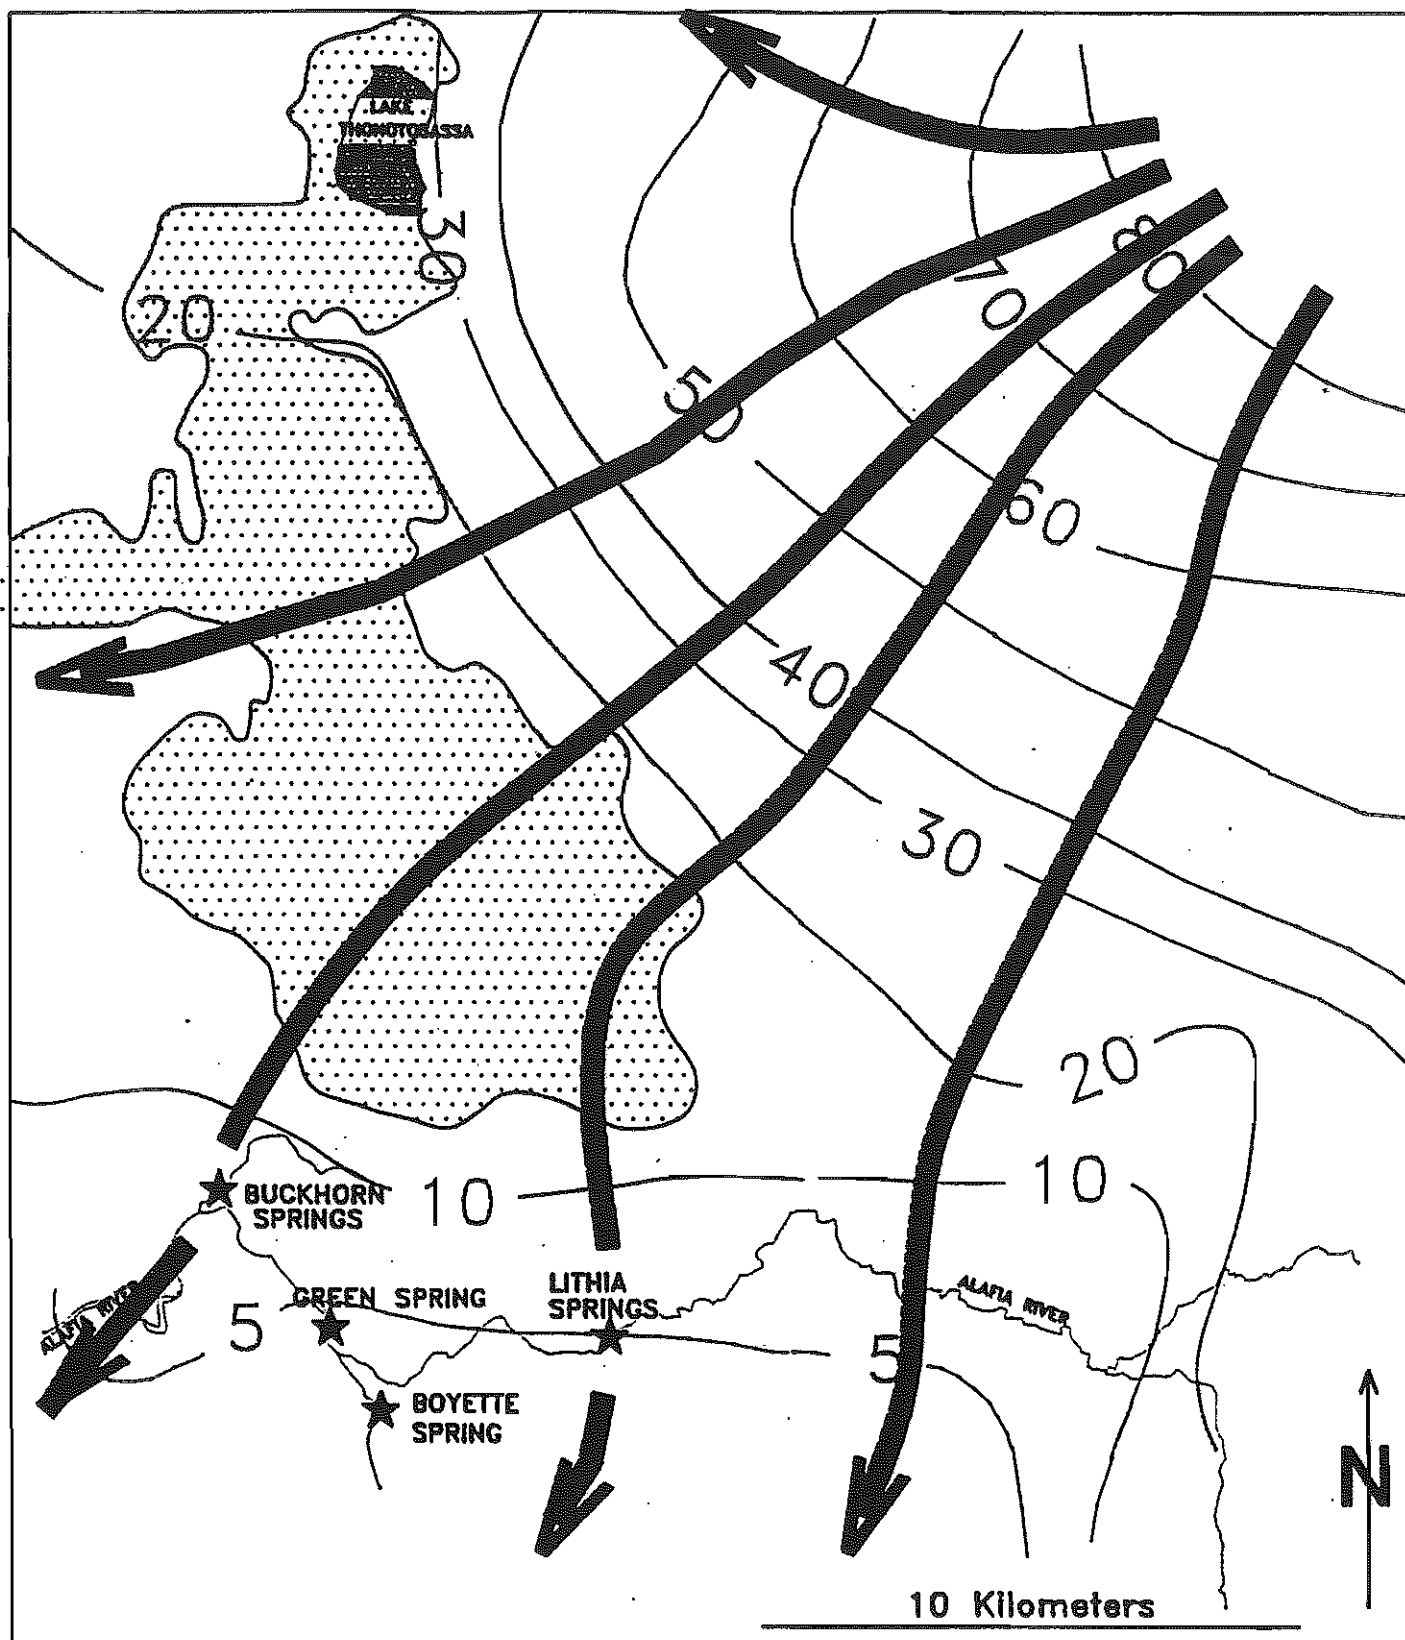 LAKE
THONOTOSASSA
30
80
20
70
50
60
40
30
20
10
10
BUCKHORN
SPRINGS
LITHIA
SPRINGS
GREEN SPRING
ALAFIA RIVER
ALAFIA RIVER
5
5
BOYETTE
SPRING
N
10 Kilometers